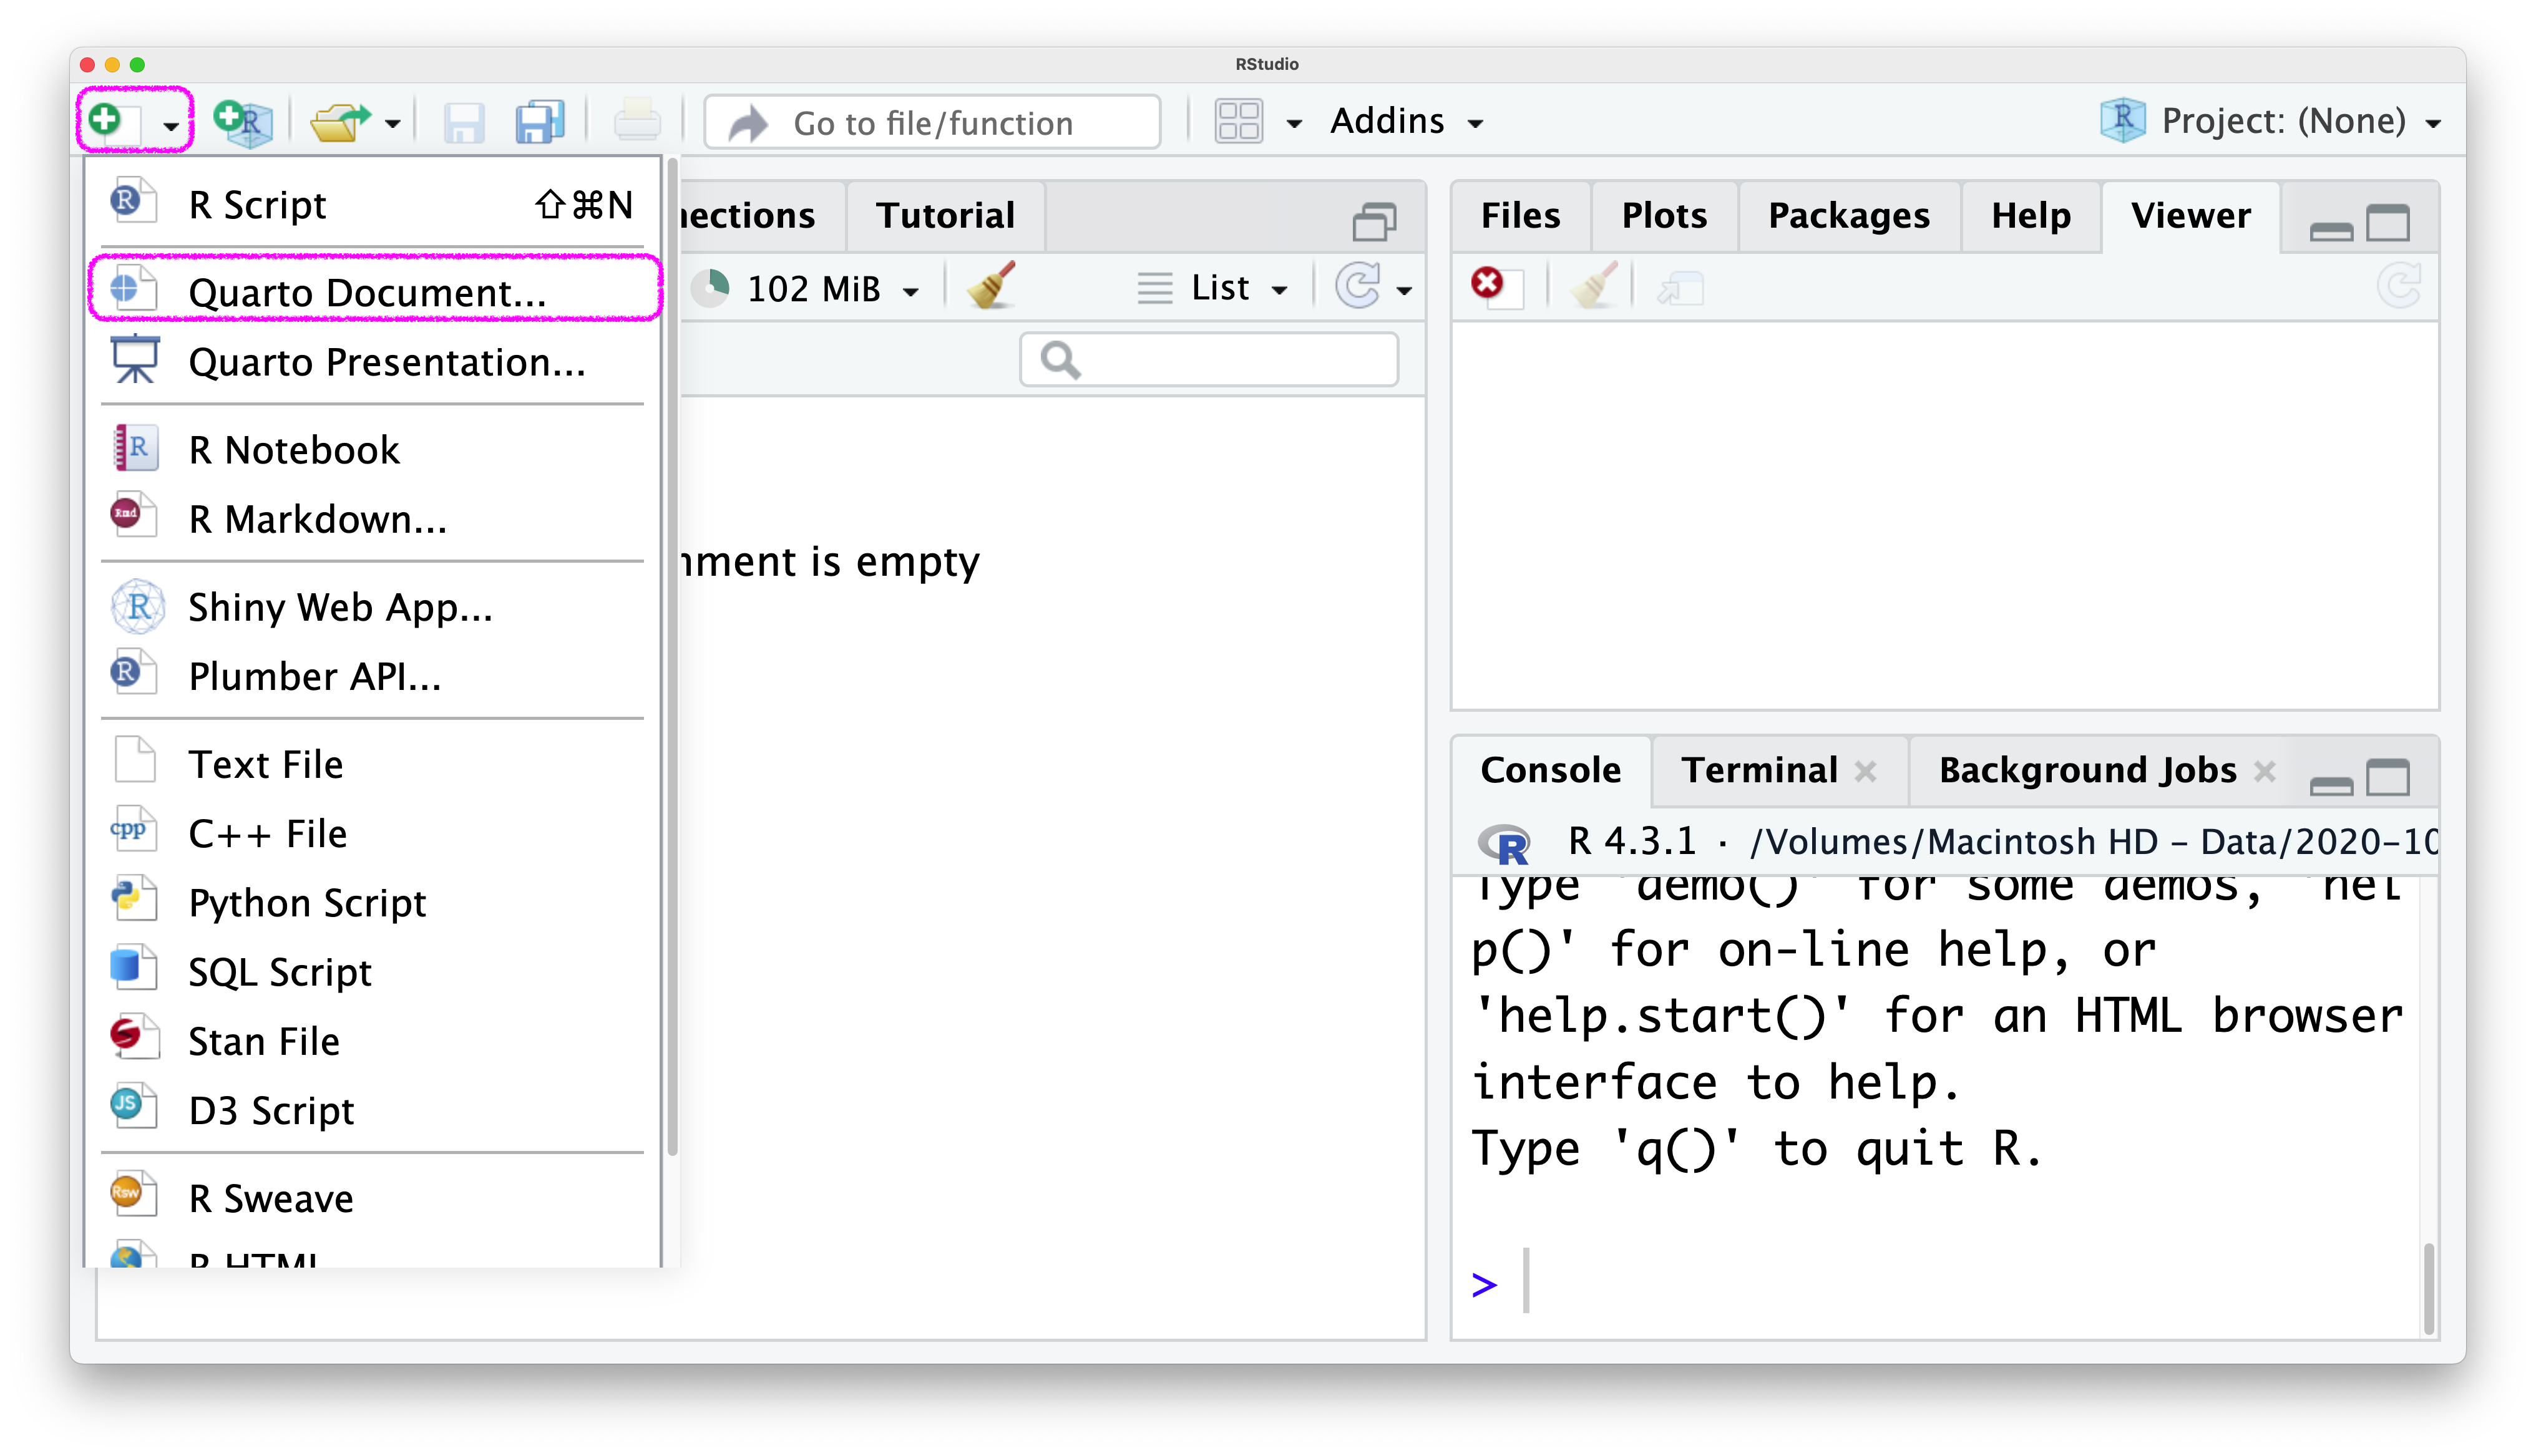 RStudio
Go to file/function
Addins
Project: (None)
R Script ⇧⌘N
Quarto Document...
Quarto Presentation...
R Notebook
R Markdown...
Shiny Web App...
Plumber API...
Text File
C++ File
Python Script
SQL Script
Stan File
D3 Script
R Sweave
R HTML
nections
Tutorial
102 MiB
List
nment is empty
Files
Plots
Packages
Help
Viewer
Console
Terminal
Background Jobs
R 4.3.1 · /Volumes/Macintosh HD – Data/2020-10
Type 'demo()' for some demos, 'hel
p()' for on-line help, or
'help.start()' for an HTML browser
interface to help.
Type 'q()' to quit R.
>